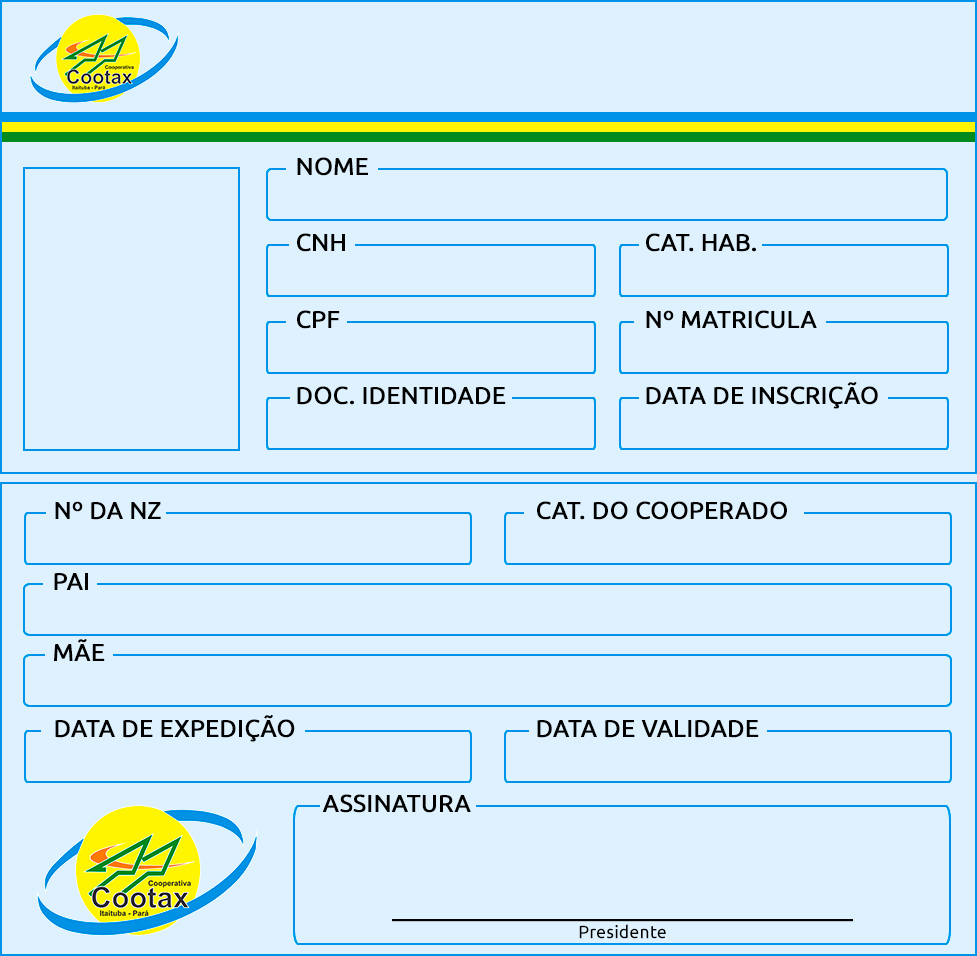 Cooperativa
Cootax
Itaituba - Pará
NOME
CNH
CAT. HAB.
CPF
Nº MATRICULA
DOC. IDENTIDADE
DATA DE INSCRIÇÃO
Nº DA NZ
CAT. DO COOPERADO
PAI
MÃE
DATA DE EXPEDIÇÃO
DATA DE VALIDADE
ASSINATURA
Cooperativa
Cootax
Itaituba - Pará
Presidente